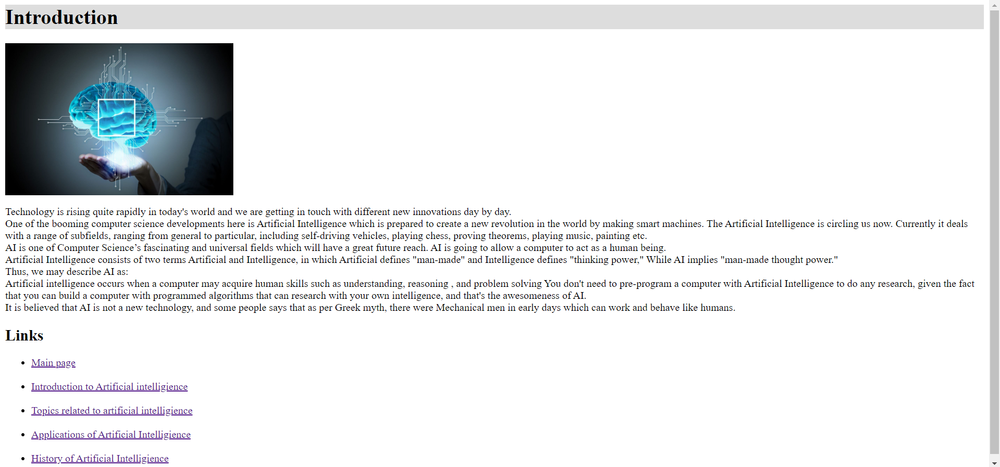 Introduction
Technology is rising quite rapidly in today's world and we are getting in touch with different new innovations day by day.
One of the booming computer science developments here is Artificial Intelligence which is prepared to create a new revolution in the world by making smart machines. The Artificial Intelligence is circling us now. Currently it deals
with a range of subfields, ranging from general to particular, including self-driving vehicles, playing chess, proving theorems, playing music, painting etc.
AI is one of Computer Science’s fascinating and universal fields which will have a great future reach. AI is going to allow a computer to act as a human being.
Artificial Intelligence consists of two terms Artificial and Intelligence, in which Artificial defines "man-made" and Intelligence defines "thinking power," While AI implies "man-made thought power."
Thus, we may describe AI as:
Artificial intelligence occurs when a computer may acquire human skills such as understanding, reasoning , and problem solving You don't need to pre-program a computer with Artificial Intelligence to do any research, given the fact
that you can build a computer with programmed algorithms that can research with your own intelligence, and that's the awesomeness of AI.
It is believed that AI is not a new technology, and some people says that as per Greek myth, there were Mechanical men in early days which can work and behave like humans.
Links
• Main page
• Introduction to Artificial intelligience
• Topics related to artificial intelligience
• Applications of Artificial Intelligience
• History of Artificial Intelligience